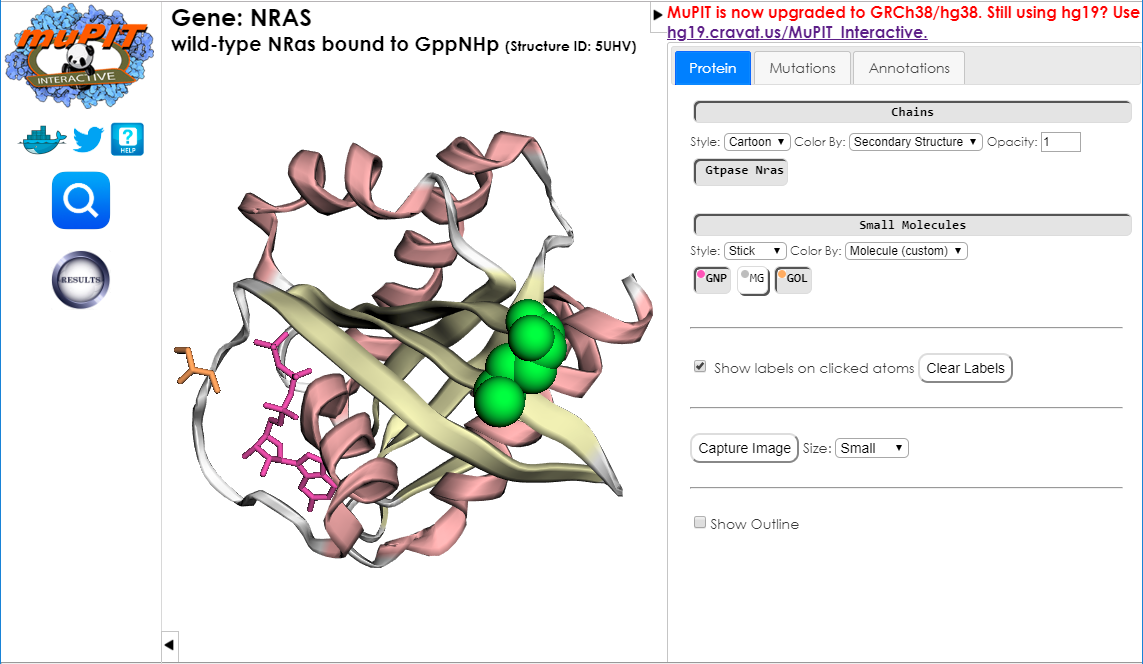 muPIT
INTERACTIVE
HELP
RESULTS
Gene: NRAS
wild-type NRas bound to GppNHp (Structure ID: 5UHV)
MuPIT is now upgraded to GRCh38/hg38. Still using hg19? Use
hg19.cravat.us/MuPIT_Interactive.
Protein Mutations Annotations
Chains
Style: Cartoon Color By: Secondary Structure Opacity: 1
Gtpase Nras
Small Molecules
Style: Stick Color By: Molecule (custom)
GNP MG GOL
Show labels on clicked atoms Clear Labels
Capture Image Size: Small
Show Outline